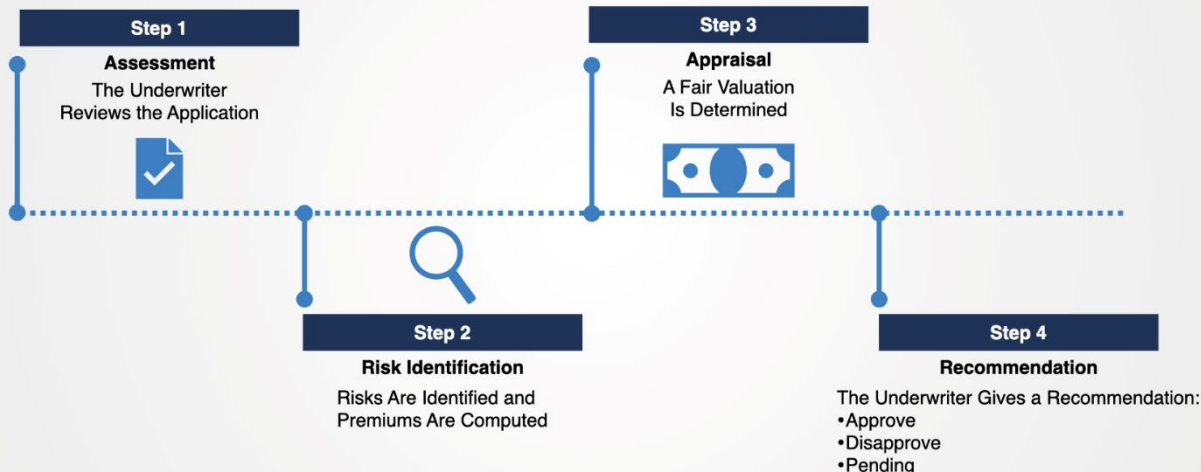 Step 1
Assessment
The Underwriter
Reviews the Application
Step 2
Risk Identification
Risks Are Identified and
Premiums Are Computed
Step 3
Appraisal
A Fair Valuation
Is Determined
Step 4
Recommendation
The Underwriter Gives a Recommendation:
•Approve
•Disapprove
•Pending